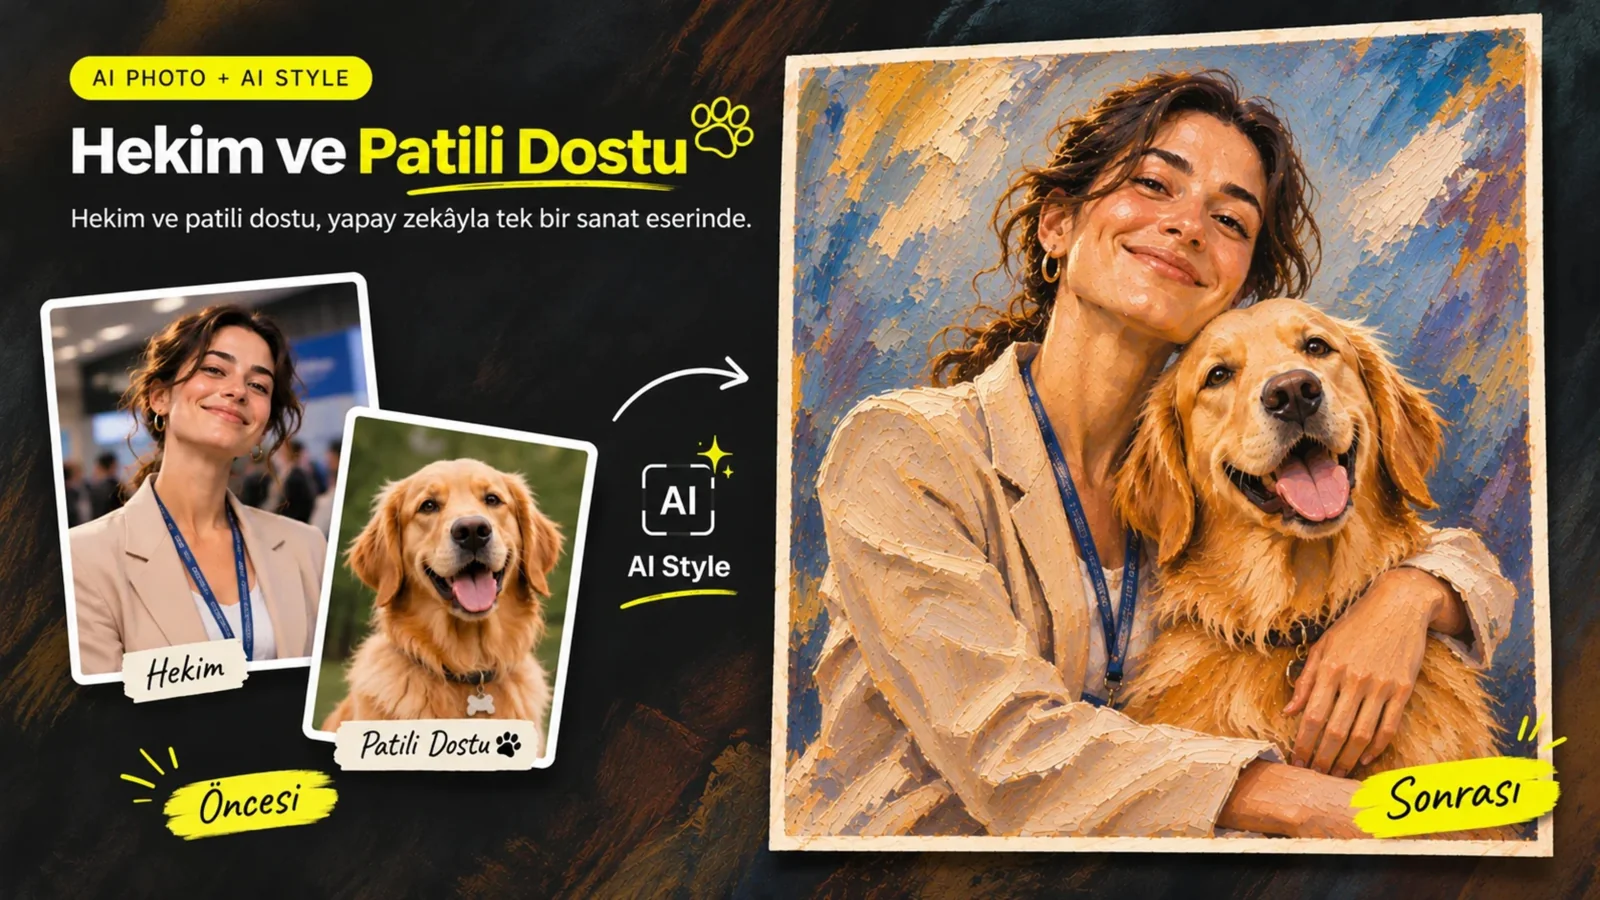 AI PHOTO + AI STYLE
Hekim ve Patili Dostu
Hekim ve patili dostu, yapay zekâyla tek bir sanat eserinde.
Hekim
Patili Dostu
Öncesi
AI
AI Style
Sonrası